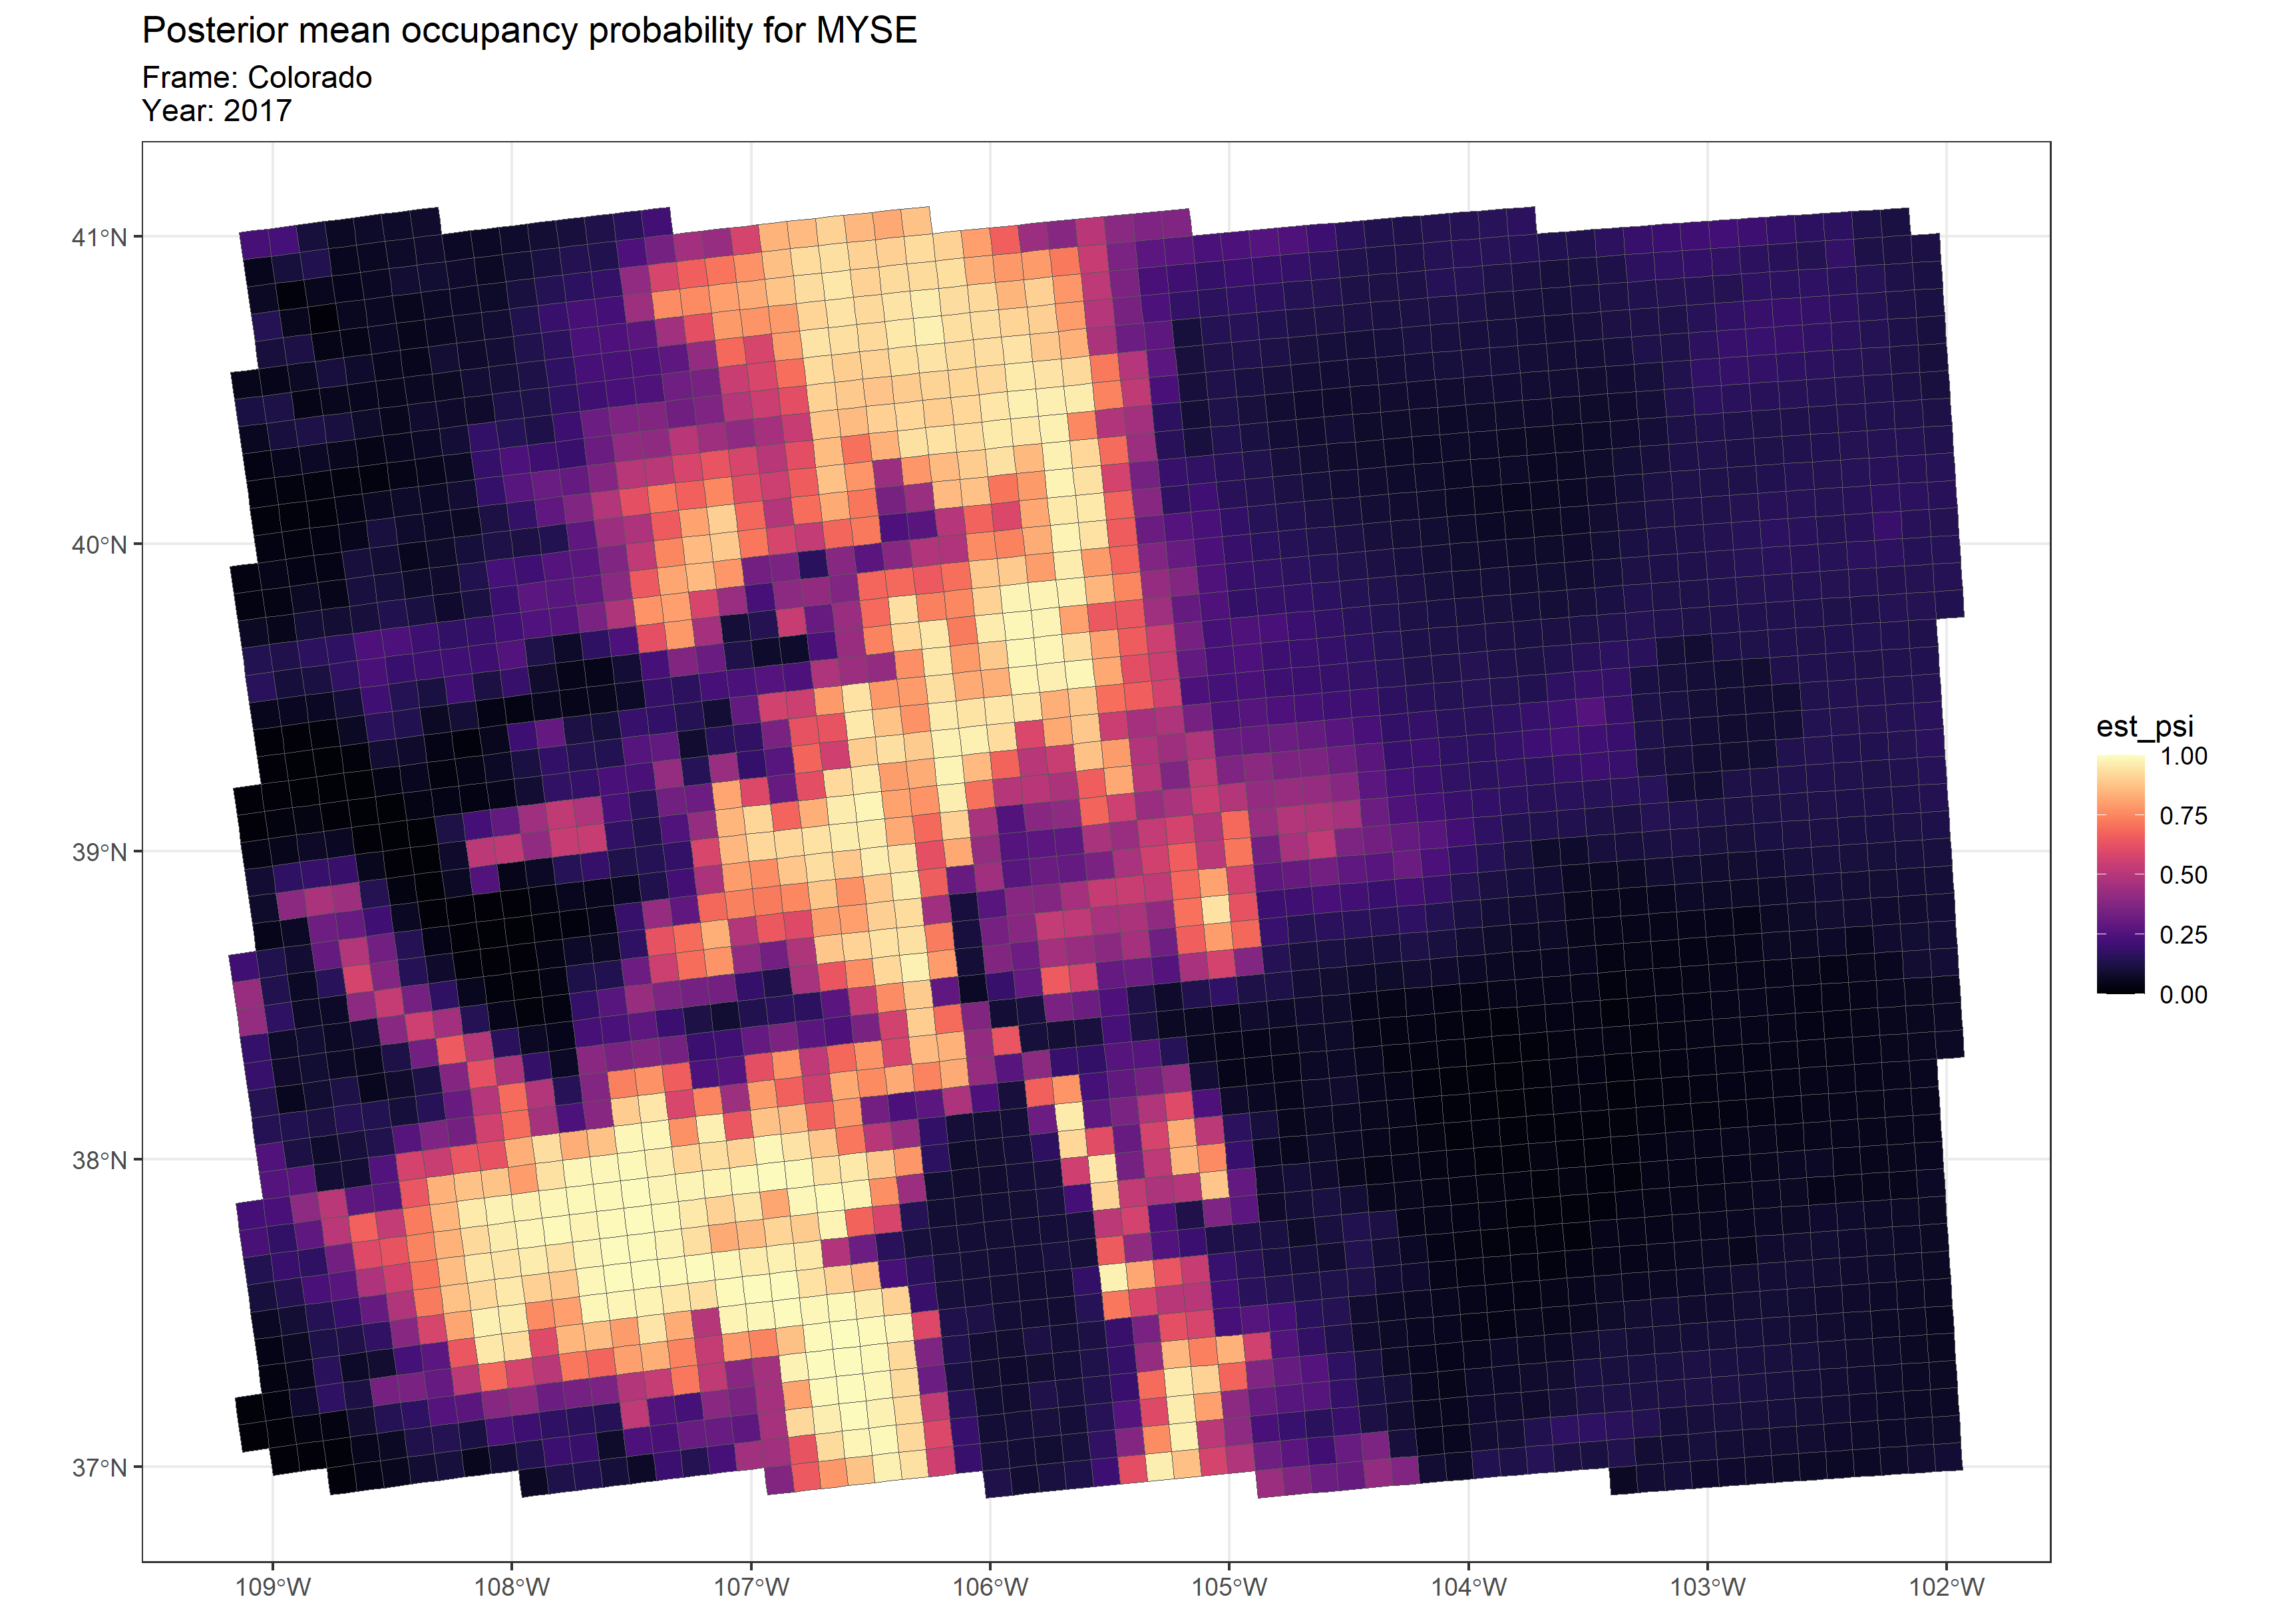 Posterior mean occupancy probability for MYSE
Frame: Colorado
Year: 2017
41°N
40°N
39°N
38°N
37°N
109°W
108°W
107°W
106°W
105°W
104°W
103°W
102°W
est_psi
1.00
0.75
0.50
0.25
0.00